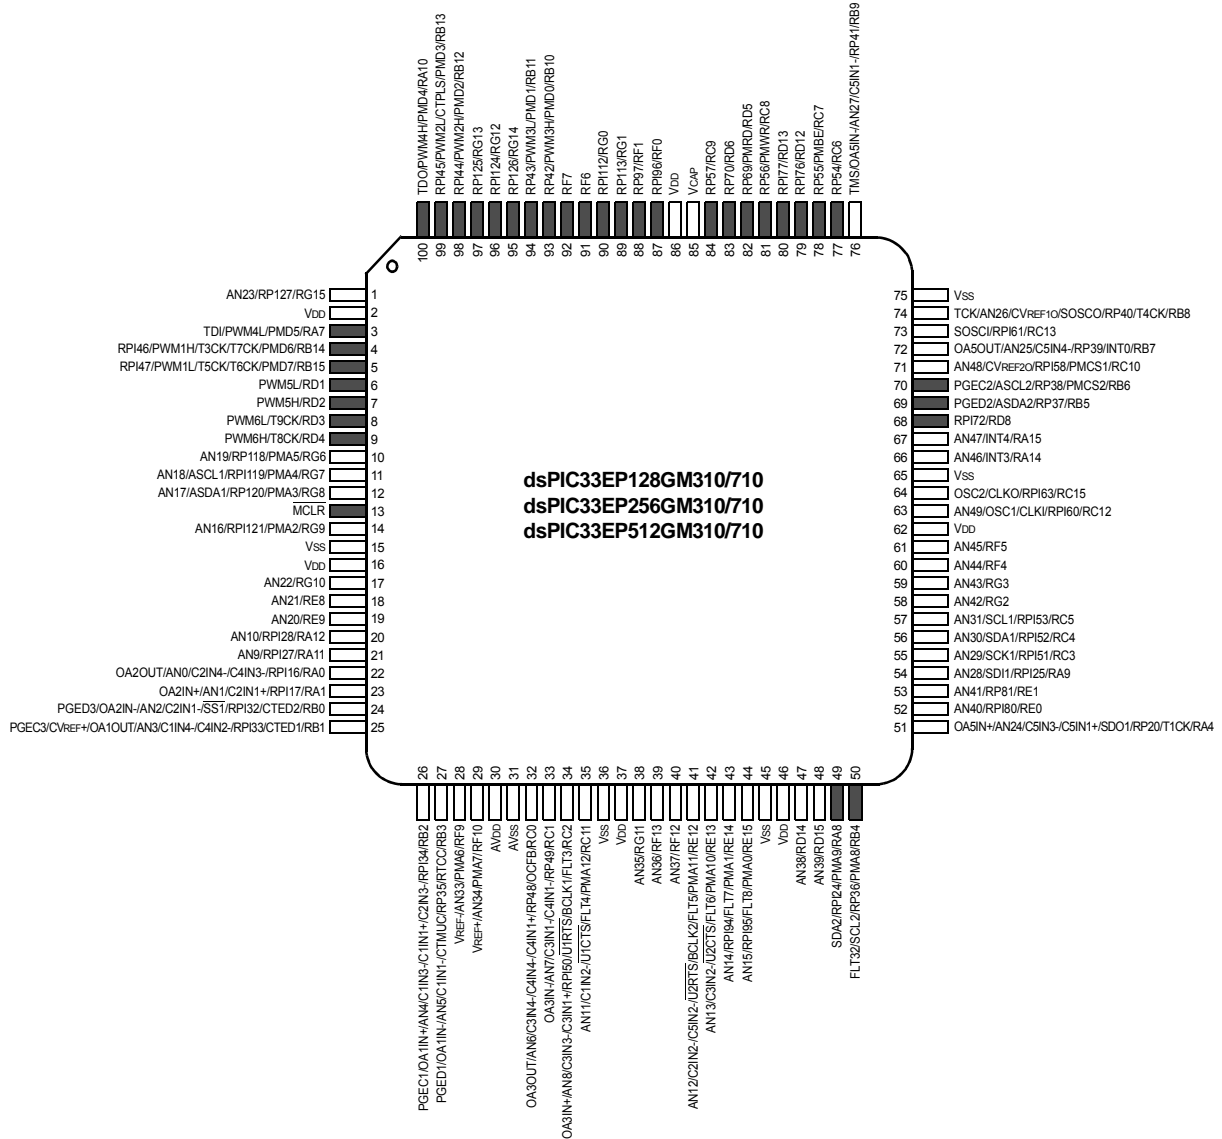 TDO/PWM4H/PMD4/RA10
RPI45/PWM2L/CTPLS/PMD3/RB13
RPI44/PWM2H/PMD2/RB12
RP125/RG13
RPI124/RG12
RP126/RG14
RP43/PWM3L/PMD1/RB11
RP42/PWM3H/PMD0/RB10
RF7
RF6
RPI112/RG0
RP113/RG1
RP97/RF1
RPI96/RF0
VDD
VCAP
RP57/RC9
RP70/RD6
RP69/PMRD/RD5
RP56/PMWR/RC8
RPI77/RD13
RPI76/RD12
RP55/PMBE/RC7
RP54/RC6
TMS/OA5IN-/AN27/C5IN1-/RP41/RB9
100
99
98
97
96
95
94
93
92
91
90
89
88
87
86
85
84
83
82
81
80
79
78
77
76
AN23/RP127/RG15 1
VDD 2
TDI/PWM4L/PMD5/RA7 3
RPI46/PWM1H/T3CK/T7CK/PMD6/RB14 4
RPI47/PWM1L/T5CK/T6CK/PMD7/RB15 5
PWM5L/RD1 6
PWM5H/RD2 7
PWM6L/T9CK/RD3 8
PWM6H/T8CK/RD4 9
AN19/RP118/PMA5/RG6 10
AN18/ASCL1/RPI119/PMA4/RG7 11
AN17/ASDA1/RP120/PMA3/RG8 12
MCLR 13
AN16/RPI121/PMA2/RG9 14
VSS 15
VDD 16
AN22/RG10 17
AN21/RE8 18
AN20/RE9 19
AN10/RPI28/RA12 20
AN9/RPI27/RA11 21
OA2OUT/AN0/C2IN4-/C4IN3-/RPI16/RA0 22
OA2IN+/AN1/C2IN1+/RPI17/RA1 23
PGED3/OA2IN-/AN2/C2IN1-/SS1/RPI32/CTED2/RB0 24
PGEC3/CVREF+/OA1OUT/AN3/C1IN4-/C4IN2-/RPI33/CTED1/RB1 25
dsPIC33EP128GM310/710
dsPIC33EP256GM310/710
dsPIC33EP512GM310/710
75 VSS
74 TCK/AN26/CVREF1O/SOSCO/RP40/T4CK/RB8
73 SOSCI/RPI61/RC13
72 OA5OUT/AN25/C5IN4-/RP39/INT0/RB7
71 AN48/CVREF2O/RPI58/PMCS1/RC10
70 PGEC2/ASCL2/RP38/PMCS2/RB6
69 PGED2/ASDA2/RP37/RB5
68 RPI72/RD8
67 AN47/INT4/RA15
66 AN46/INT3/RA14
65 VSS
64 OSC2/CLKO/RPI63/RC15
63 AN49/OSC1/CLKI/RPI60/RC12
62 VDD
61 AN45/RF5
60 AN44/RF4
59 AN43/RG3
58 AN42/RG2
57 AN31/SCL1/RPI53/RC5
56 AN30/SDA1/RPI52/RC4
55 AN29/SCK1/RPI51/RC3
54 AN28/SDI1/RPI25/RA9
53 AN41/RP81/RE1
52 AN40/RPI80/RE0
51 OA5IN+/AN24/C5IN3-/C5IN1+/SDO1/RP20/T1CK/RA4
26
27
28
29
30
31
32
33
34
35
36
37
38
39
40
41
42
43
44
45
46
47
48
49
50
PGEC1/OA1IN+/AN4/C1IN3-/C1IN1+/C2IN3-/RPI34/RB2
PGED1/OA1IN-/AN5/C1IN1-/CTMUC/RP35/RTCC/RB3
VREF-/AN33/PMA6/RF9
VREF+/AN34/PMA7/RF10
AVDD
AVSS
OA3OUT/AN6/C3IN4-/C4IN4-/C4IN1+/RP48/OCFB/RC0
OA3IN-/AN7/C3IN1-/C4IN1-/RP49/RC1
OA3IN+/AN8/C3IN3-/C3IN1+/RPI50/U1RTS/BCLK1/FLT3/RC2
AN11/C1IN2-/U1CTS/FLT4/PMA12/RC11
VSS
VDD
AN35/RG11
AN36/RF13
AN37/RF12
AN12/C2IN2-/C5IN2-/U2RTS/BCLK2/FLT5/PMA11/RE12
AN13/C3IN2-/U2CTS/FLT6/PMA10/RE13
AN14/RPI94/FLT7/PMA1/RE14
AN15/RPI95/FLT8/PMA0/RE15
VSS
VDD
AN38/RD14
AN39/RD15
SDA2/RPI24/PMA9/RA8
FLT32/SCL2/RP36/PMA8/RB4